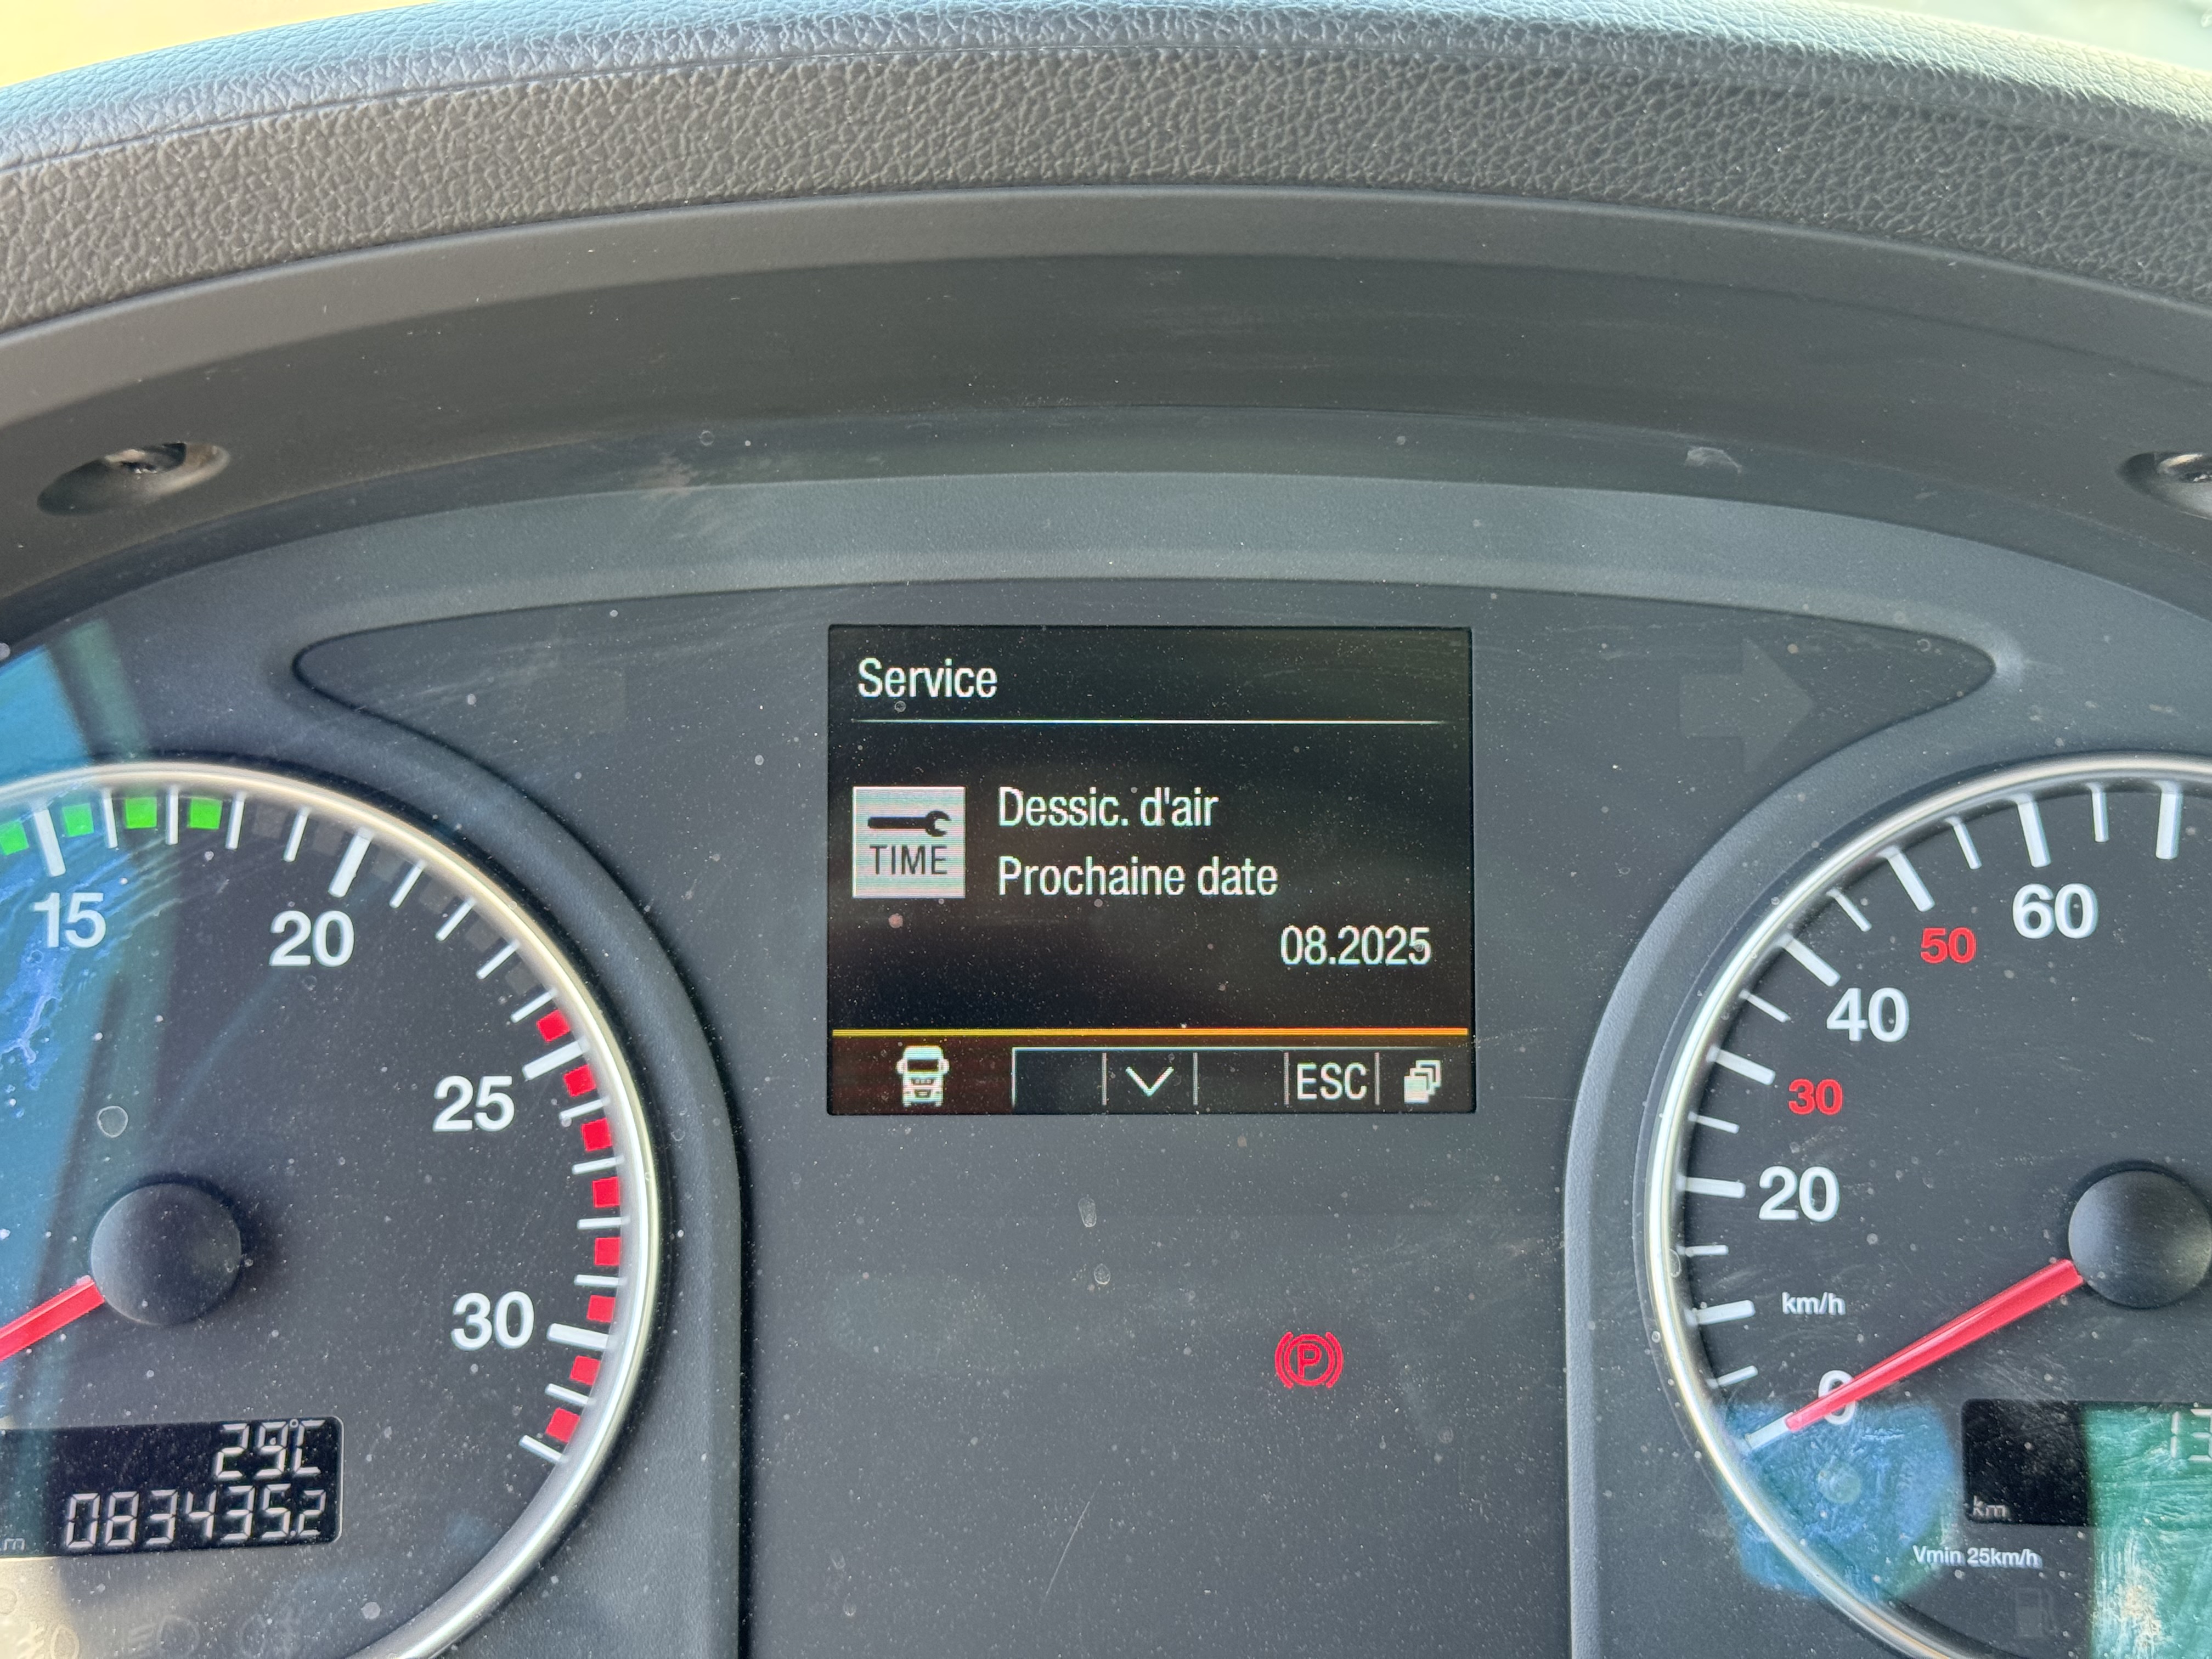 Service
TIME
Dessic. d'air
Prochaine date
08.2025
ESC
15
20
25
30
29°C
083435.2
60
50
40
30
20
km/h
0
P
km
Vmin 25km/h